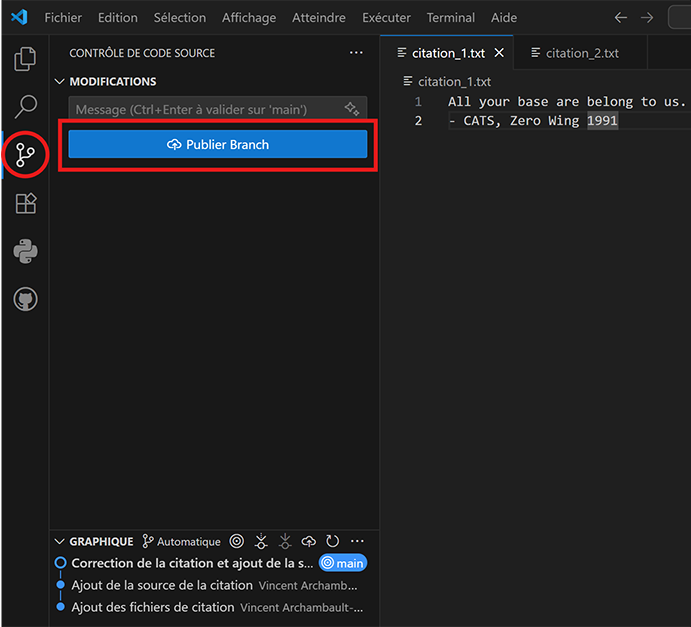 Fichier Edition Sélection Affichage Atteindre Exécuter Terminal Aide
CONTRÔLE DE CODE SOURCE
MODIFICATIONS
Message (Ctrl+Enter à valider sur 'main')
Publier Branch
citation_1.txt
citation_2.txt
citation_1.txt
1 All your base are belong to us.
2 - CATS, Zero Wing 1991
GRAPHIQUE Automatique
Correction de la citation et ajout de la s... main
Ajout de la source de la citation Vincent Archamb...
Ajout des fichiers de citation Vincent Archambault-...